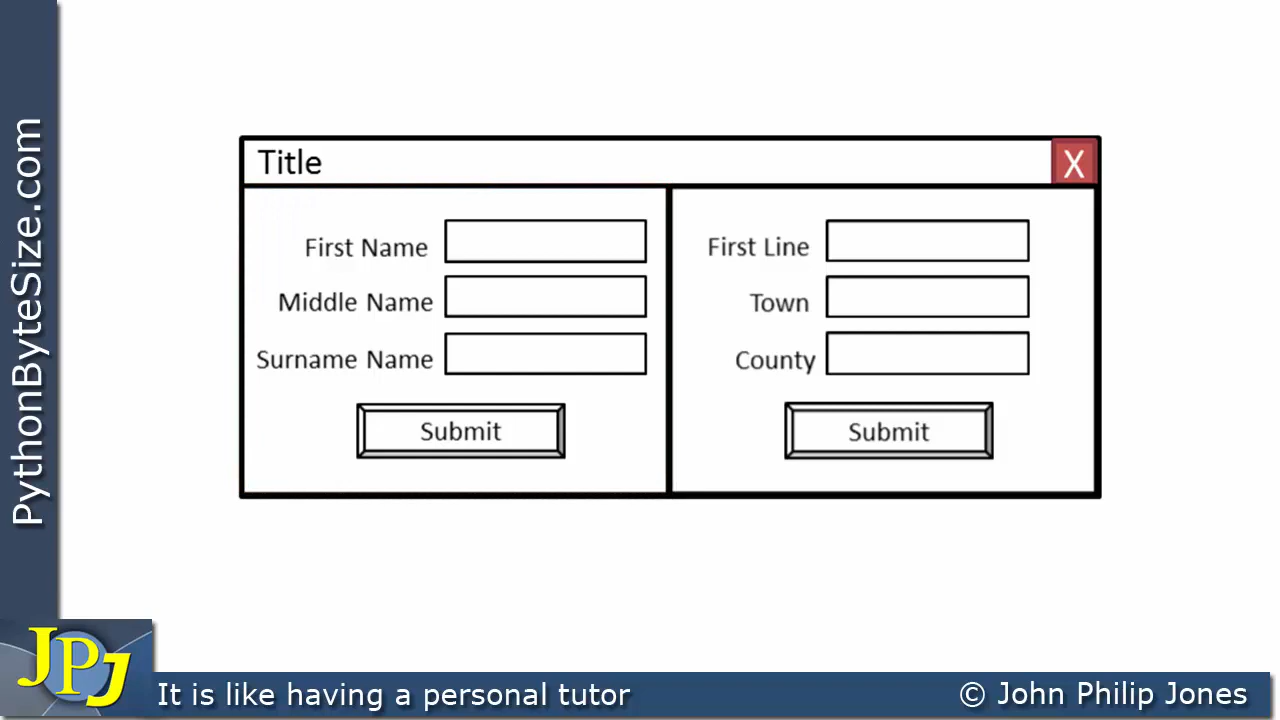 PythonByteSize.com
Title
X
First Name
Middle Name
Surname Name
Submit
First Line
Town
County
Submit
JPJ
It is like having a personal tutor
© John Philip Jones